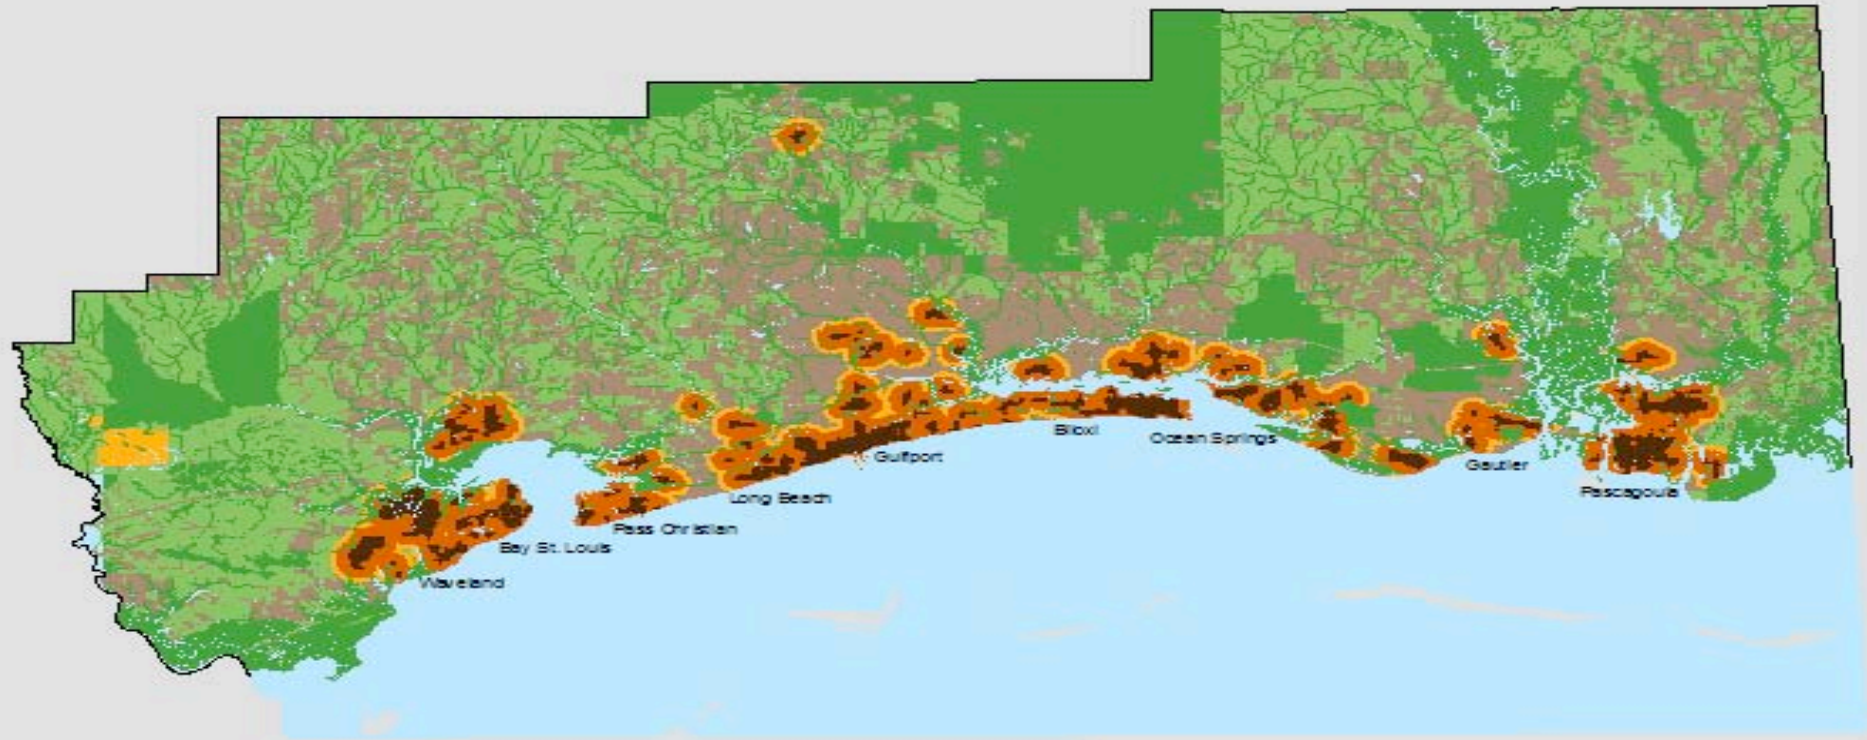 Biloxi
Ocean Springs
Gulfport
Gautier
Pascagoula
Long Beach
Pass Christian
Bay St. Louis
Waveland